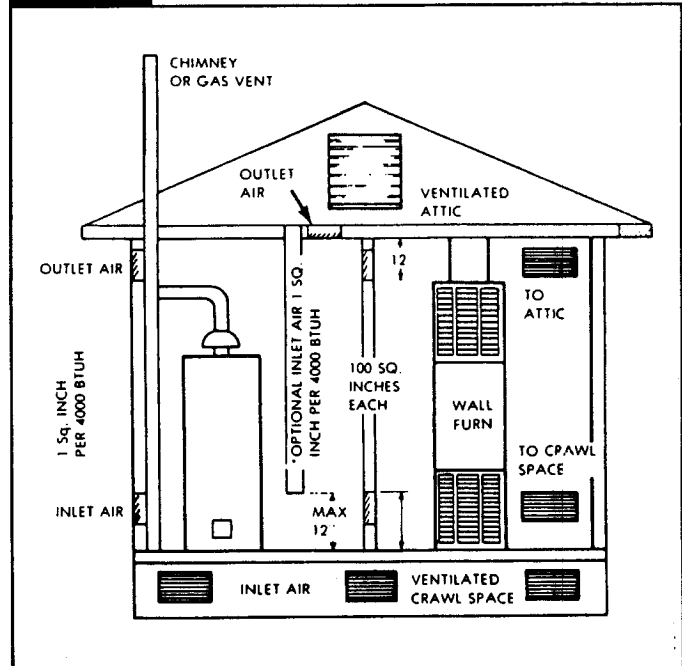 CHIMNEY
OR GAS VENT
OUTLET
AIR
VENTILATED
ATTIC
OUTLET AIR
12
TO
ATTIC
1 Sq. INCH
PER 4000 BTUH
*OPTIONAL INLET AIR 1 SQ.
INCH PER 4000 BTUH
100 SQ.
INCHES
EACH
WALL
FURN
TO CRAWL
SPACE
INLET AIR
MAX
12"
INLET AIR
VENTILATED
CRAWL SPACE